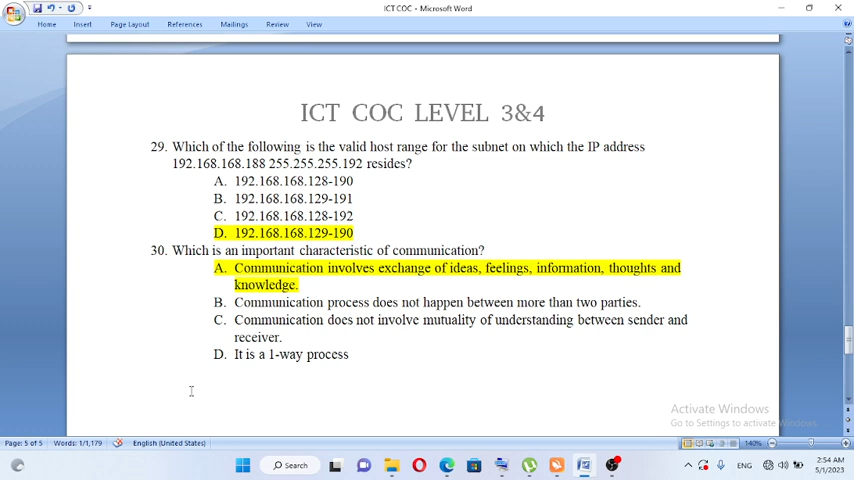 ICT COC - Microsoft Word
Home Insert Page Layout References Mailings Review View
ICT COC LEVEL 3&4
29. Which of the following is the valid host range for the subnet on which the IP address
192.168.168.188 255.255.255.192 resides?
A. 192.168.168.128-190
B. 192.168.168.129-191
C. 192.168.168.128-192
D. 192.168.168.129-190
30. Which is an important characteristic of communication?
A. Communication involves exchange of ideas, feelings, information, thoughts and
knowledge.
B. Communication process does not happen between more than two parties.
C. Communication does not involve mutuality of understanding between sender and
receiver.
D. It is a 1-way process
Activate Windows
Go to Settings to activate Windows.
Page: 5 of 5 Words: 1/1,179 English (United States) 140%
Search ENG 2:54 AM
5/1/2023